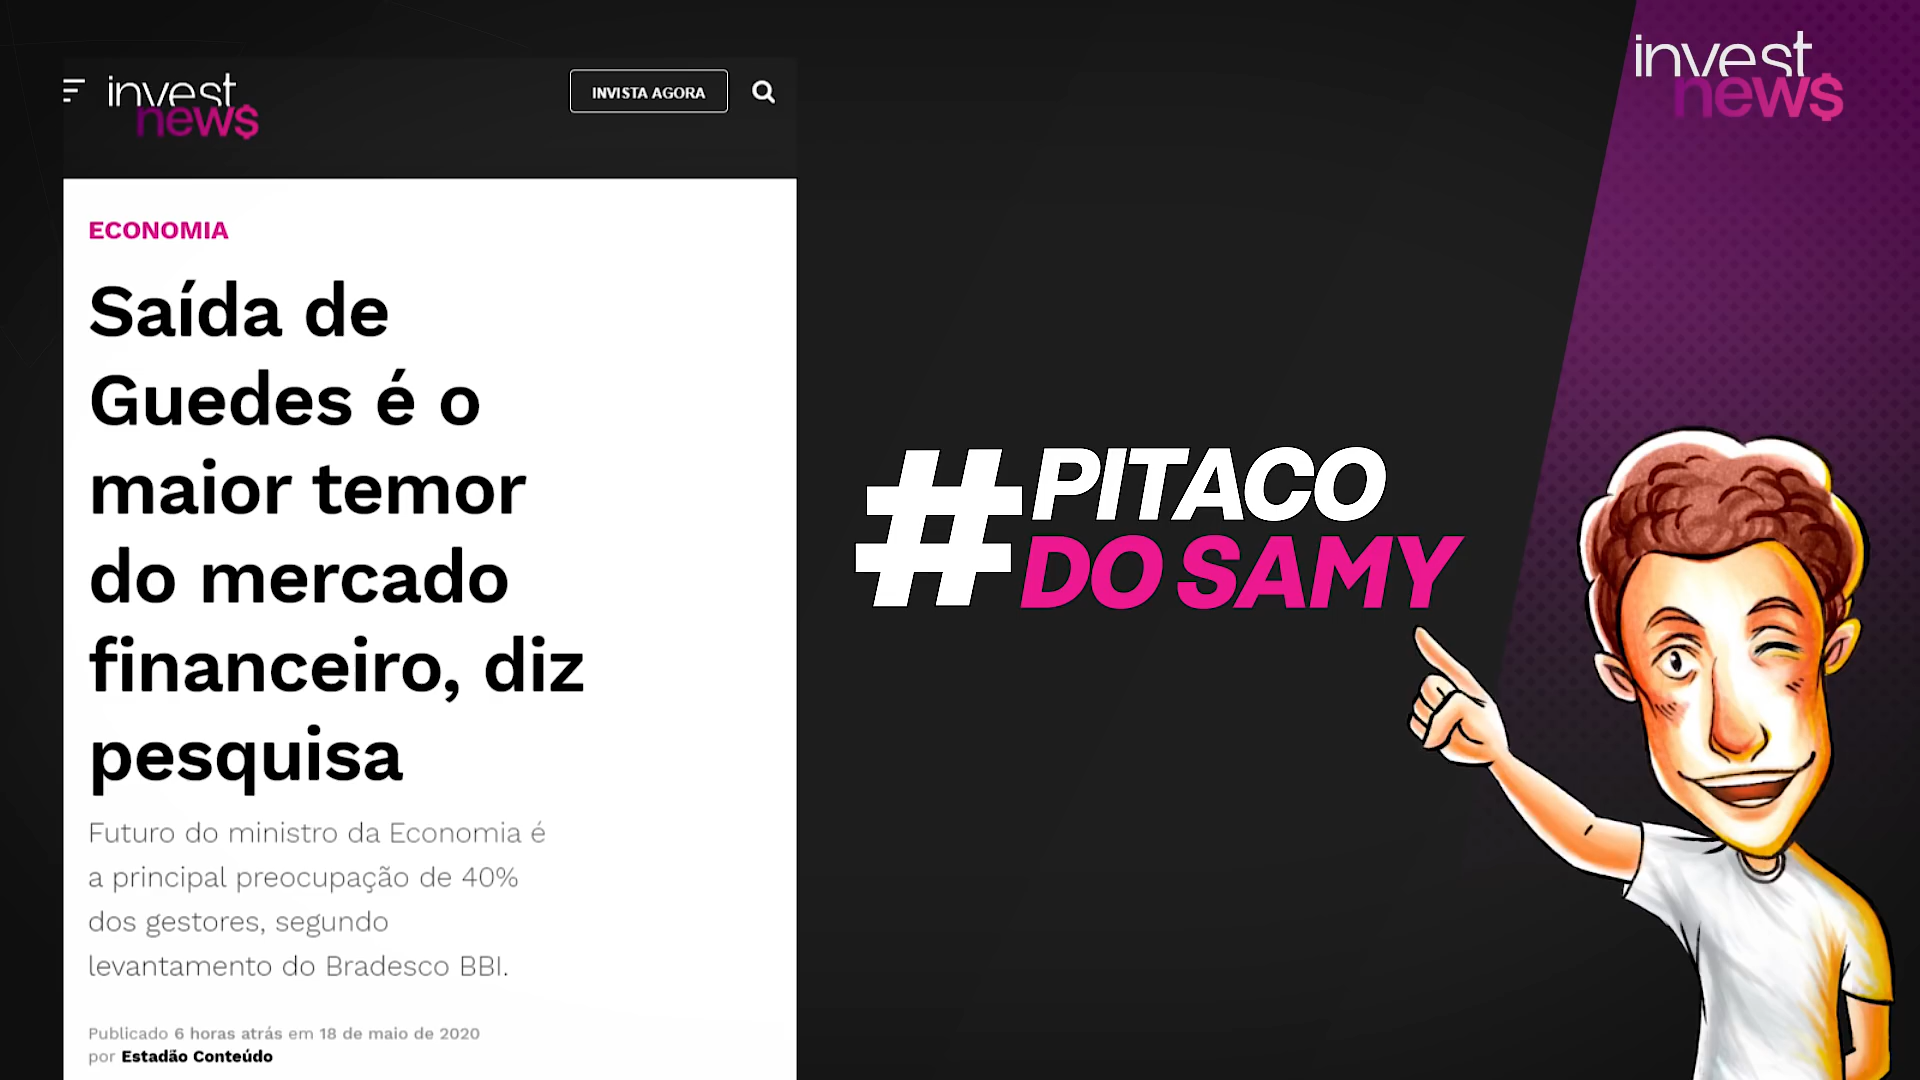 invest
new$
INVISTA AGORA
ECONOMIA
Saída de
Guedes é o
maior temor
do mercado
financeiro, diz
pesquisa
Futuro do ministro da Economia é
a principal preocupação de 40%
dos gestores, segundo
levantamento do Bradesco BBI.
Publicado 6 horas atrás em 18 de maio de 2020
por Estadão Conteúdo
#PITACO
DO SAMY
invest
new$